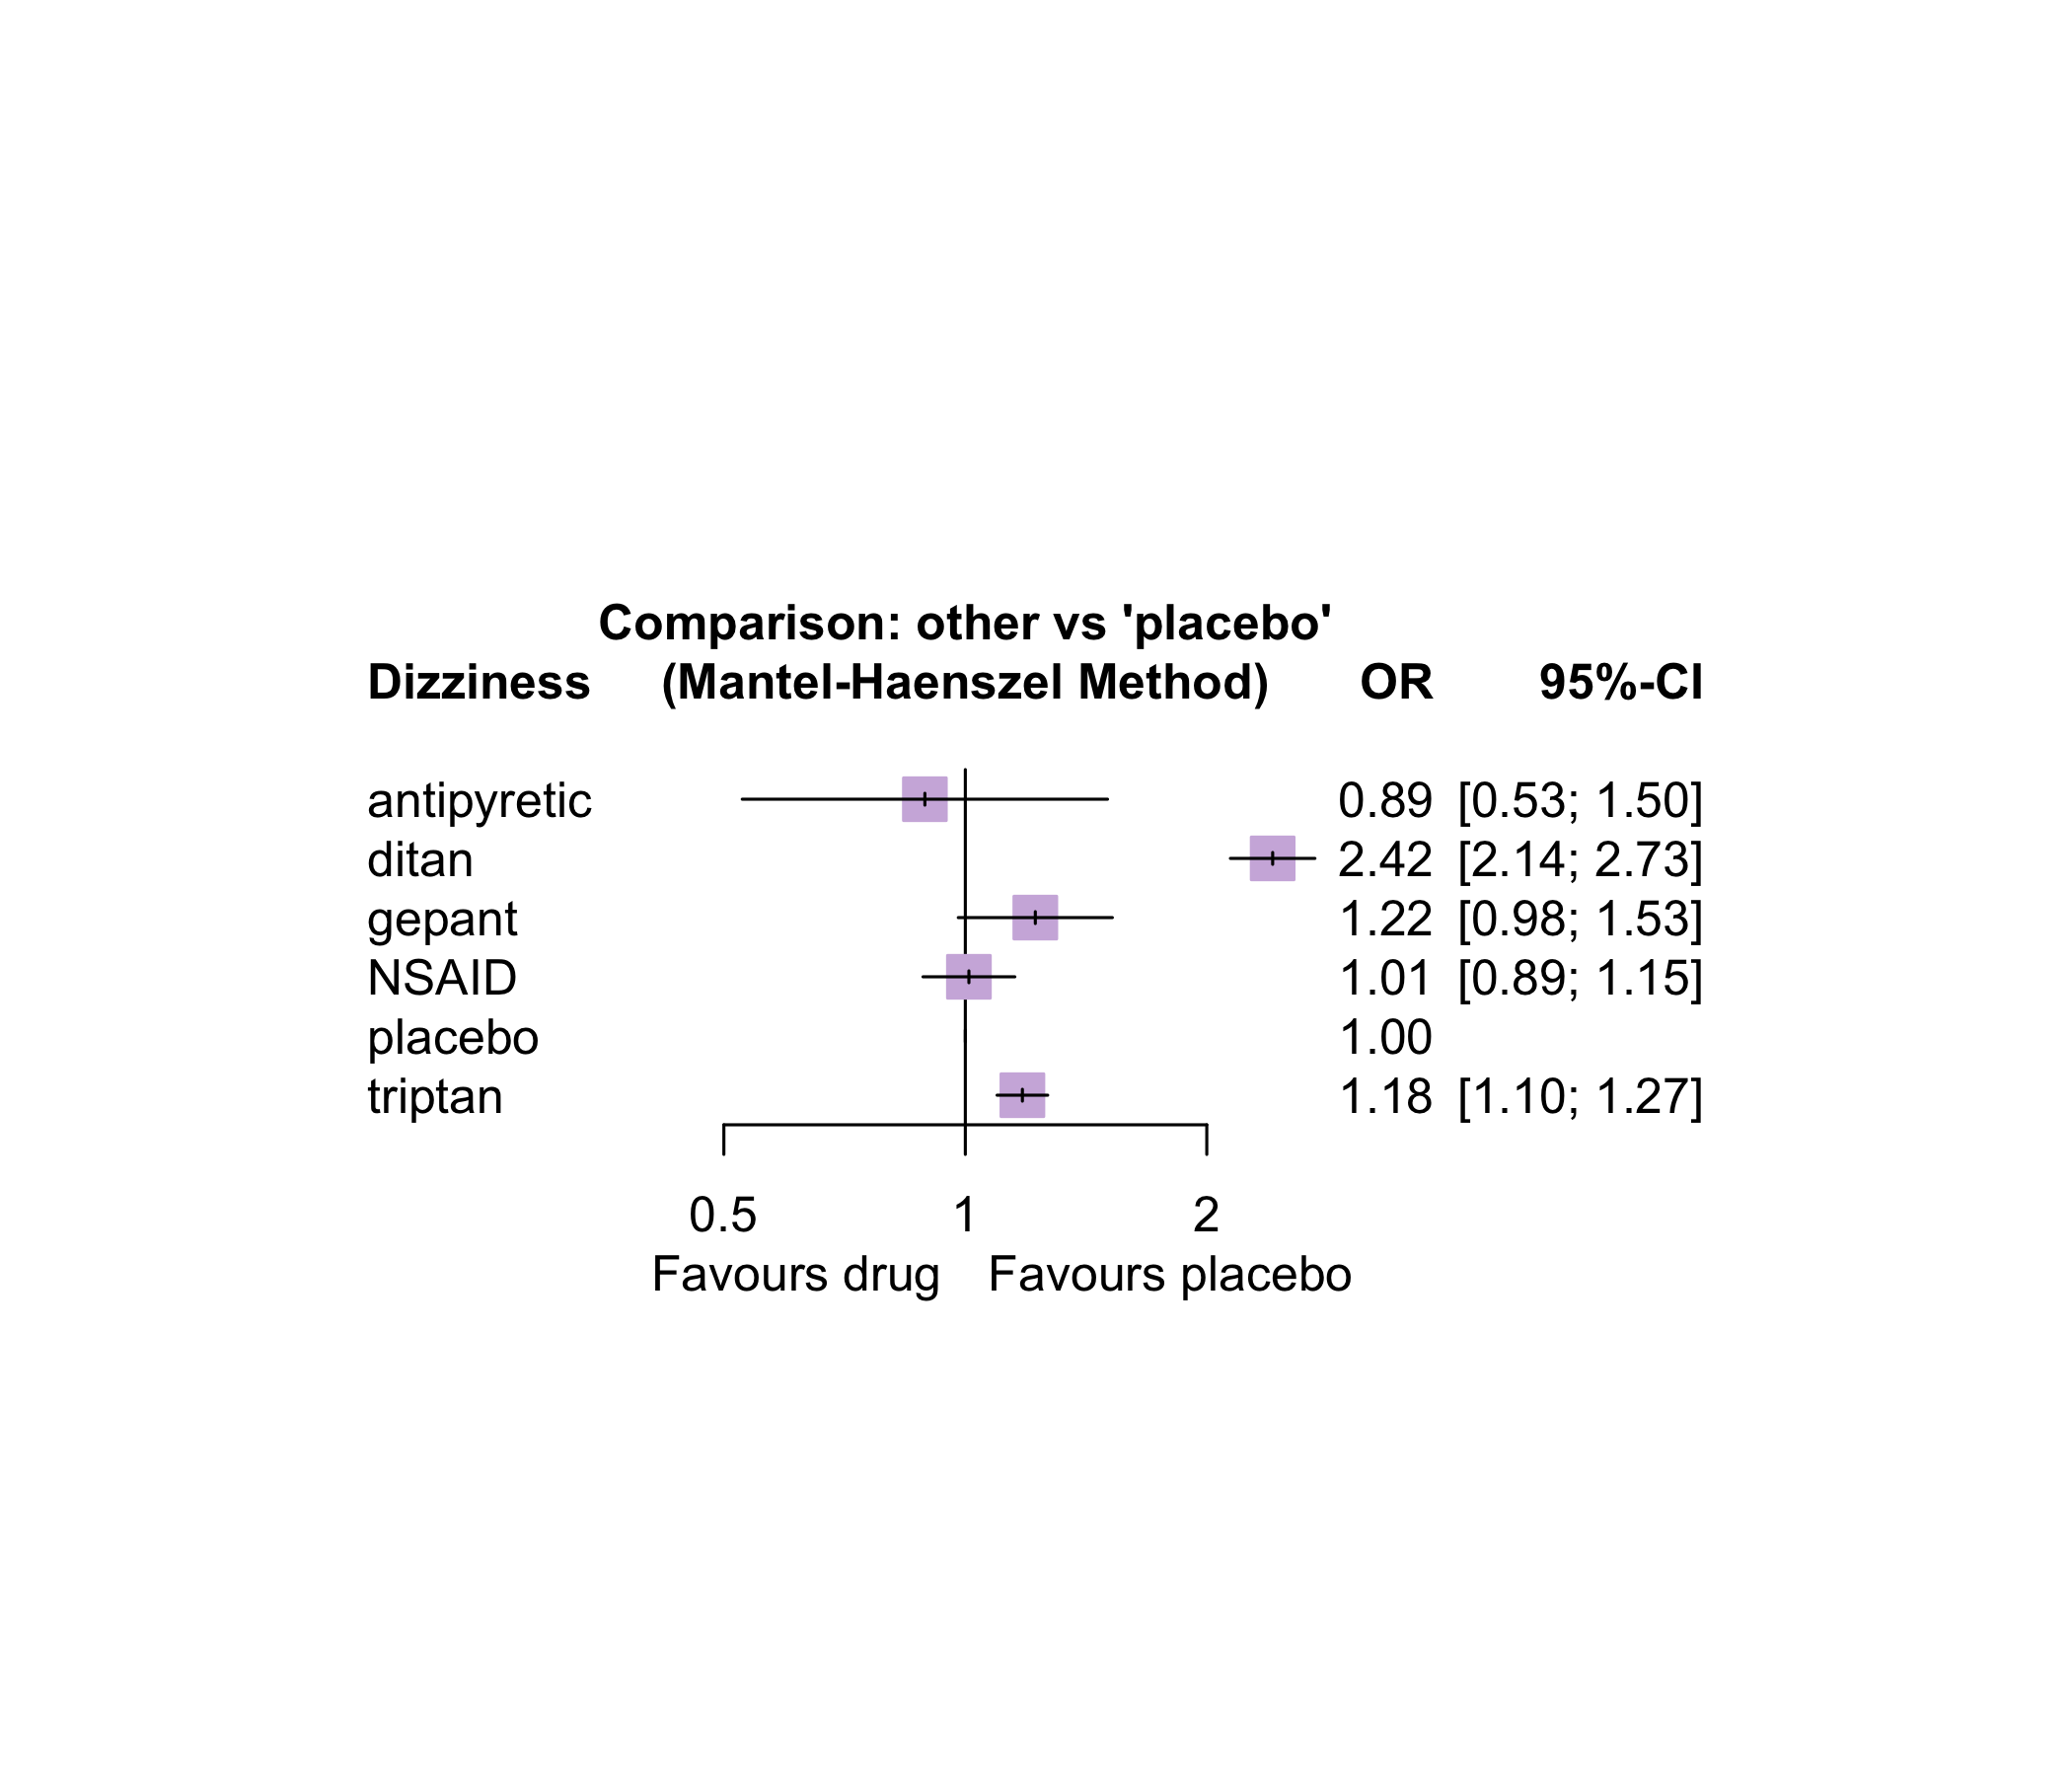 Comparison: other vs 'placebo'
Dizziness (Mantel-Haenszel Method) OR 95%-CI
antipyretic 0.89 [0.53; 1.50]
ditan 2.42 [2.14; 2.73]
gepant 1.22 [0.98; 1.53]
NSAID 1.01 [0.89; 1.15]
placebo 1.00
triptan 1.18 [1.10; 1.27]
0.5 1 2
Favours drug Favours placebo